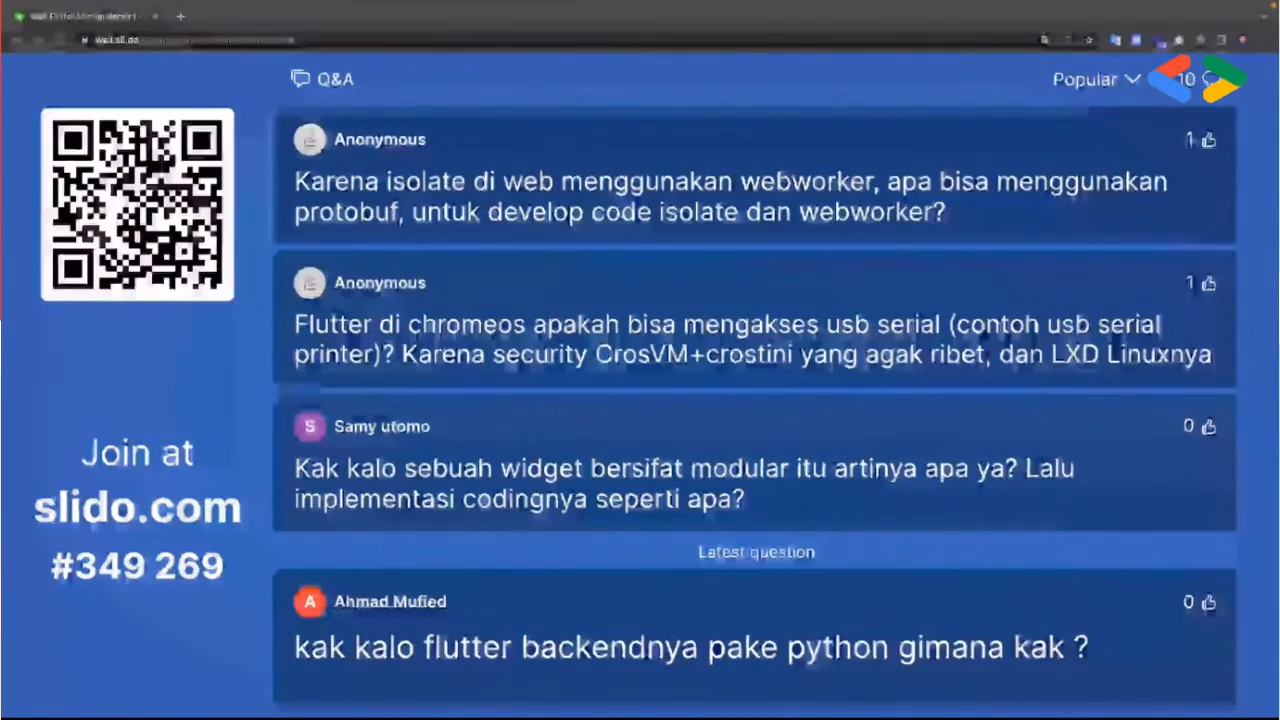 wall.sli.do
Q&A
Popular
10
Anonymous
1
Karena isolate di web menggunakan webworker, apa bisa menggunakan
protobuf, untuk develop code isolate dan webworker?
Anonymous
1
Flutter di chromeos apakah bisa mengakses usb serial (contoh usb serial
printer)? Karena security CrosVM+crostini yang agak ribet, dan LXD Linuxnya
S
Samy utomo
0
Kak kalo sebuah widget bersifat modular itu artinya apa ya? Lalu
implementasi codingnya seperti apa?
Latest question
A
Ahmad Mufied
0
kak kalo flutter backendnya pake python gimana kak ?
Join at
slido.com
#349 269